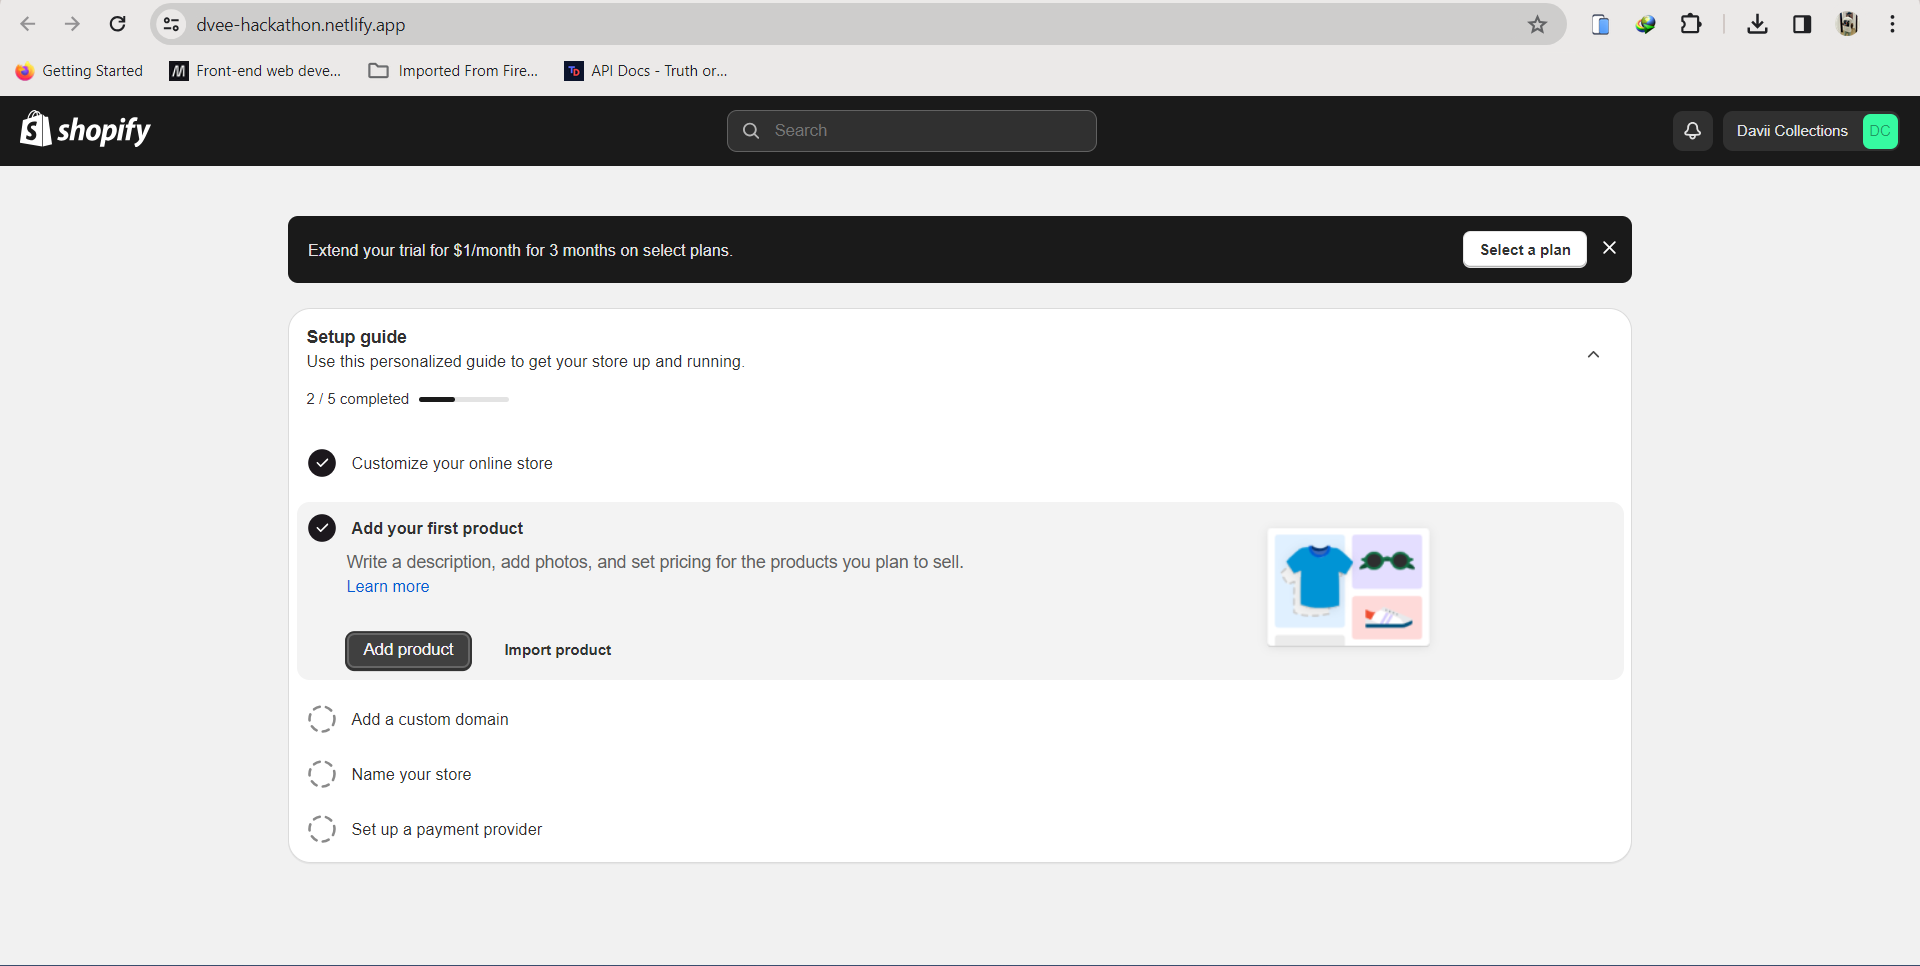 dvee-hackathon.netlify.app
Getting Started
Front-end web deve...
Imported From Fire...
TD
API Docs - Truth or...
shopify
Search
Davii Collections
DC
Extend your trial for $1/month for 3 months on select plans.
Select a plan
Setup guide
Use this personalized guide to get your store up and running.
2 / 5 completed
Customize your online store
Add your first product
Write a description, add photos, and set pricing for the products you plan to sell.
Learn more
Add product
Import product
Add a custom domain
Name your store
Set up a payment provider